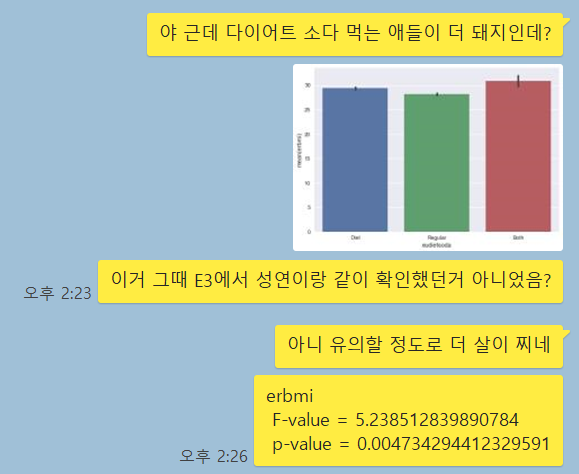 야 근데 다이어트 소다 먹는 애들이 더 돼지인데?
30
25
20
15
10
5
0
mean(erbmi)
Diet Regular Both
eudietsoda
이거 그때 E3에서 성연이랑 같이 확인했던거 아니었음?
오후 2:23
아니 유의할 정도로 더 살이 찌네
erbmi
F-value = 5.238512839890784
p-value = 0.004734294412329591
오후 2:26